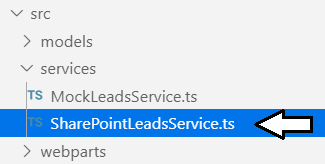 src
models
services
TS MockLeadsService.ts
TS SharePointLeadsService.ts
webparts